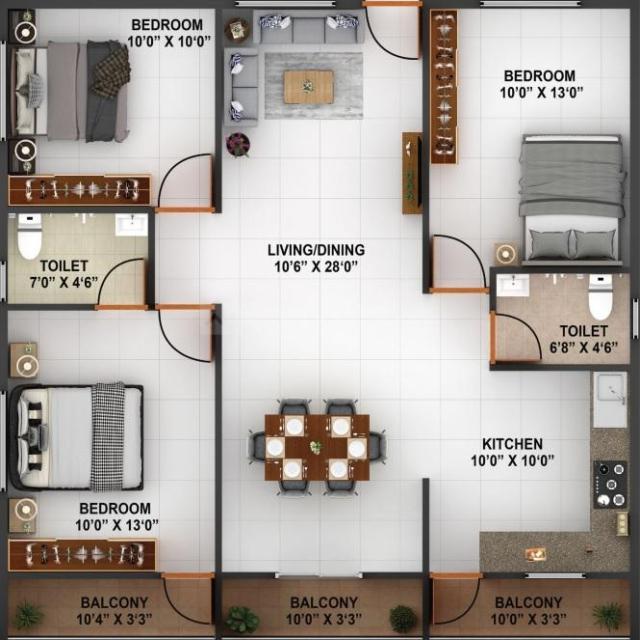 BEDROOM
10'0" X 10'0"
BEDROOM
10'0" X 13'0"
LIVING/DINING
10'6" X 28'0"
TOILET
7'0" X 4'6"
TOILET
6'8" X 4'6"
KITCHEN
10'0" X 10'0"
BEDROOM
10'0" X 13'0"
BALCONY
10'4" X 3'3"
BALCONY
10'0" X 3'3"
BALCONY
10'0" X 3'3"